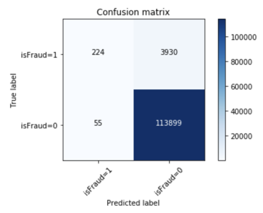 Confusion matrix
isFraud=1
224
3930
isFraud=0
55
113899
True label
isFraud=1
isFraud=0
Predicted label
100000
80000
60000
40000
20000